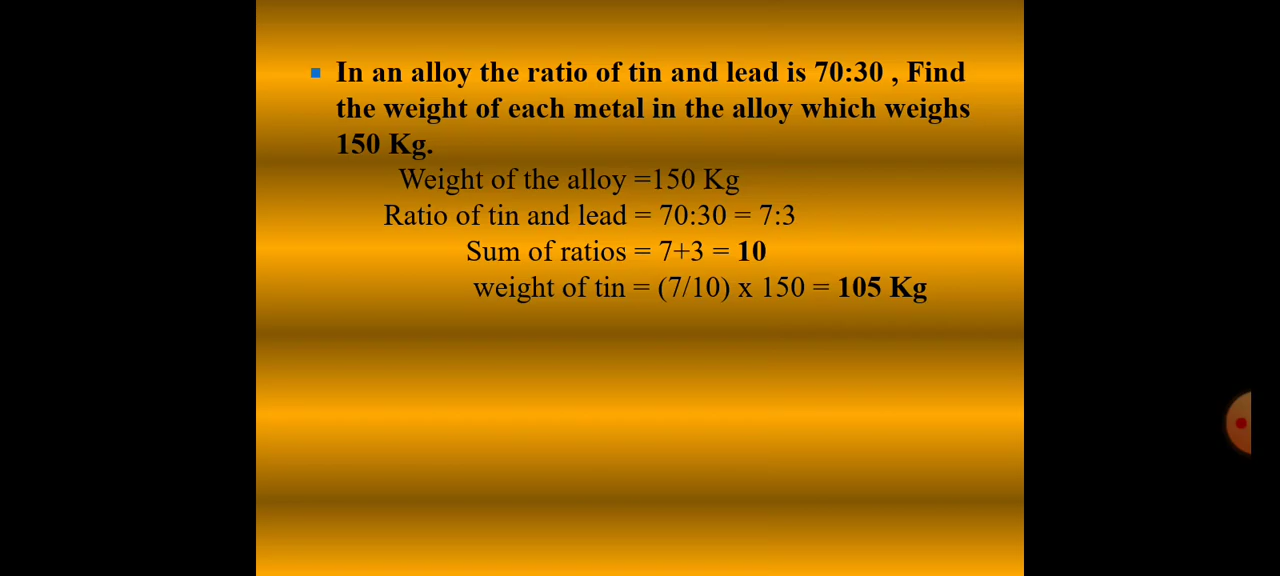 In an alloy the ratio of tin and lead is 70:30 , Find
the weight of each metal in the alloy which weighs
150 Kg.
Weight of the alloy =150 Kg
Ratio of tin and lead = 70:30 = 7:3
Sum of ratios = 7+3 = 10
weight of tin = (7/10) x 150 = 105 Kg